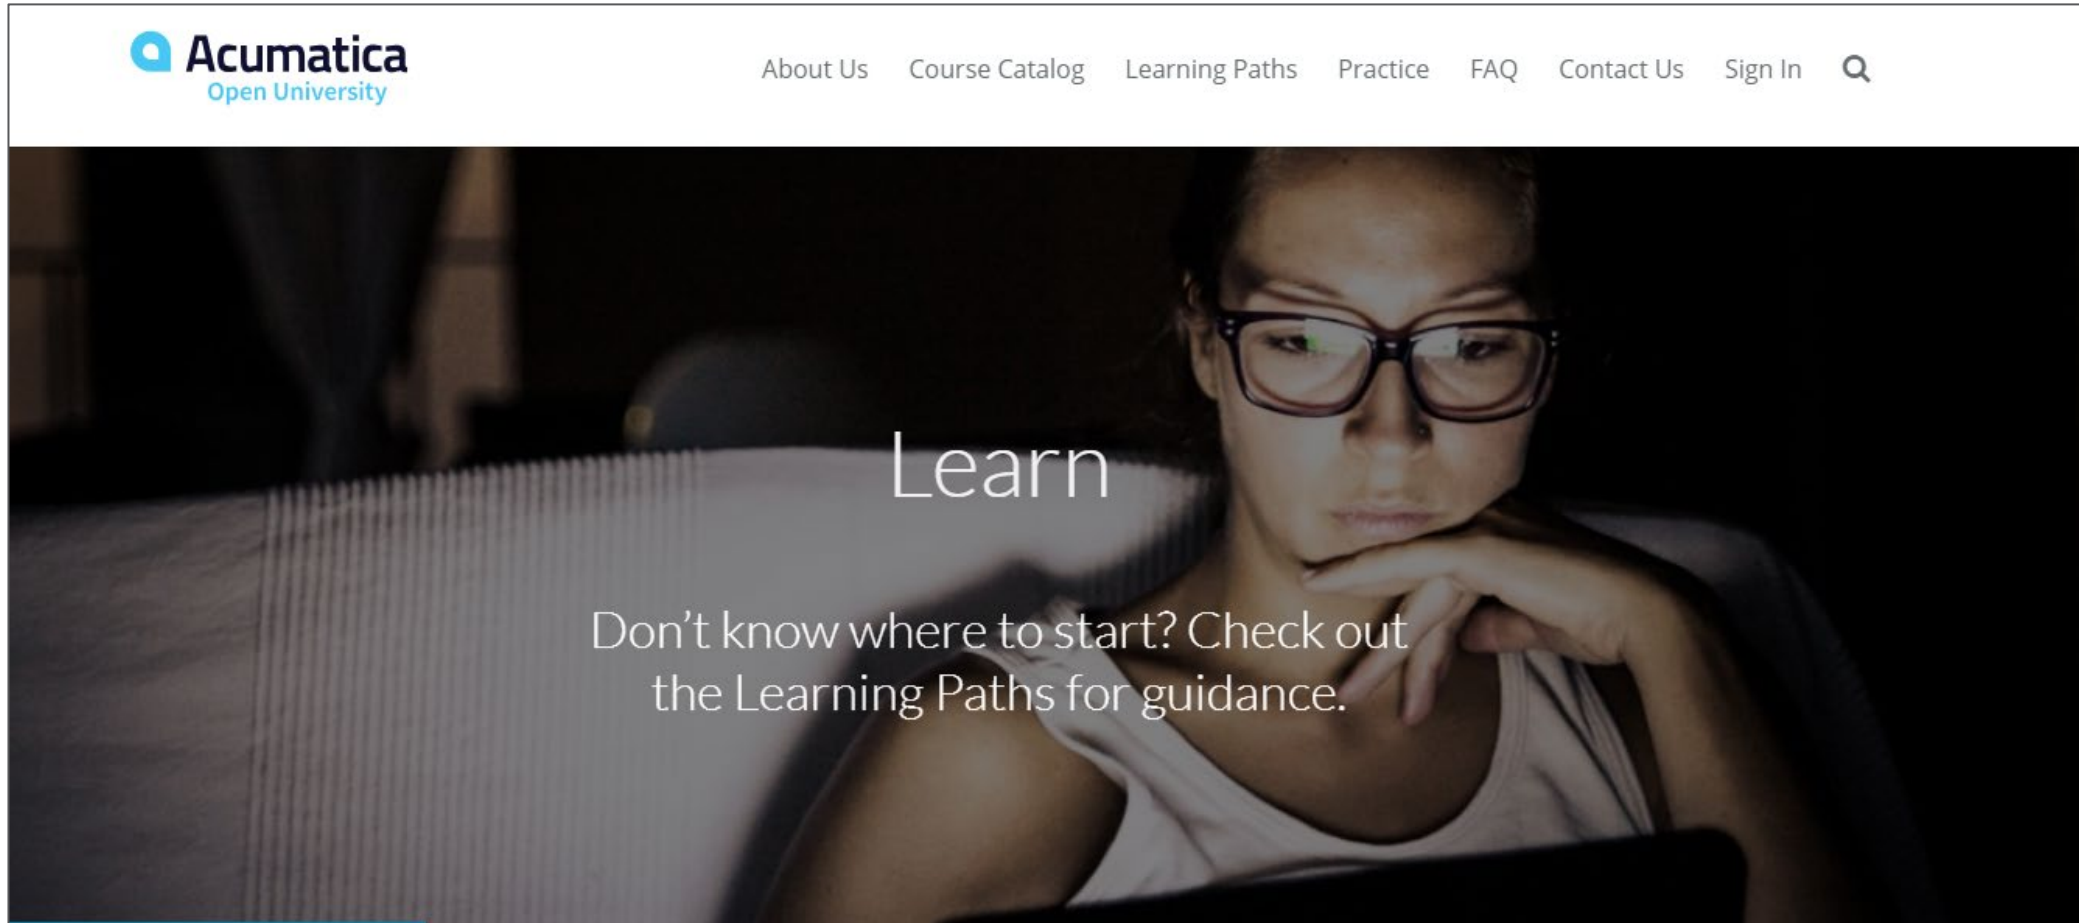 Acumatica
Open University
About Us Course Catalog Learning Paths Practice FAQ Contact Us Sign In
Learn
Don't know where to start? Check out
the Learning Paths for guidance.